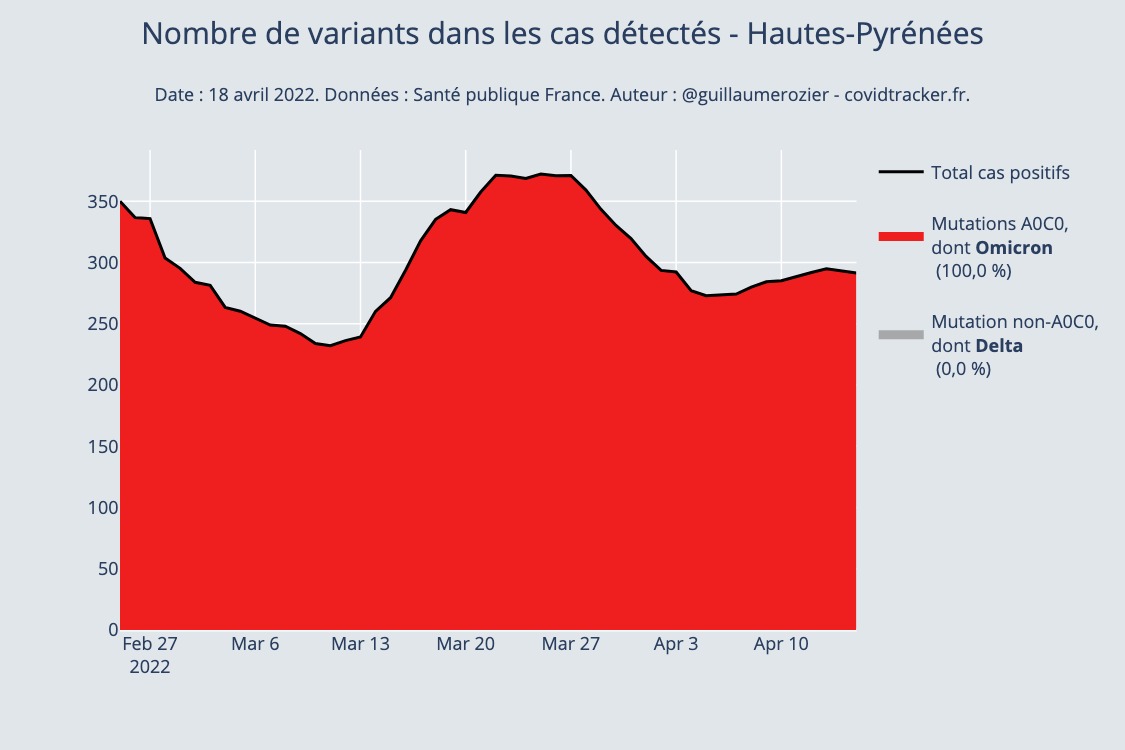 Nombre de variants dans les cas détectés - Hautes-Pyrénées
Date : 18 avril 2022. Données : Santé publique France. Auteur : @guillaumerozier - covidtracker.fr.
Total cas positifs
Mutations A0C0,
dont Omicron
(100,0 %)
Mutation non-A0C0,
dont Delta
(0,0 %)
350
300
250
200
150
100
50
0
Feb 27
2022
Mar 6
Mar 13
Mar 20
Mar 27
Apr 3
Apr 10